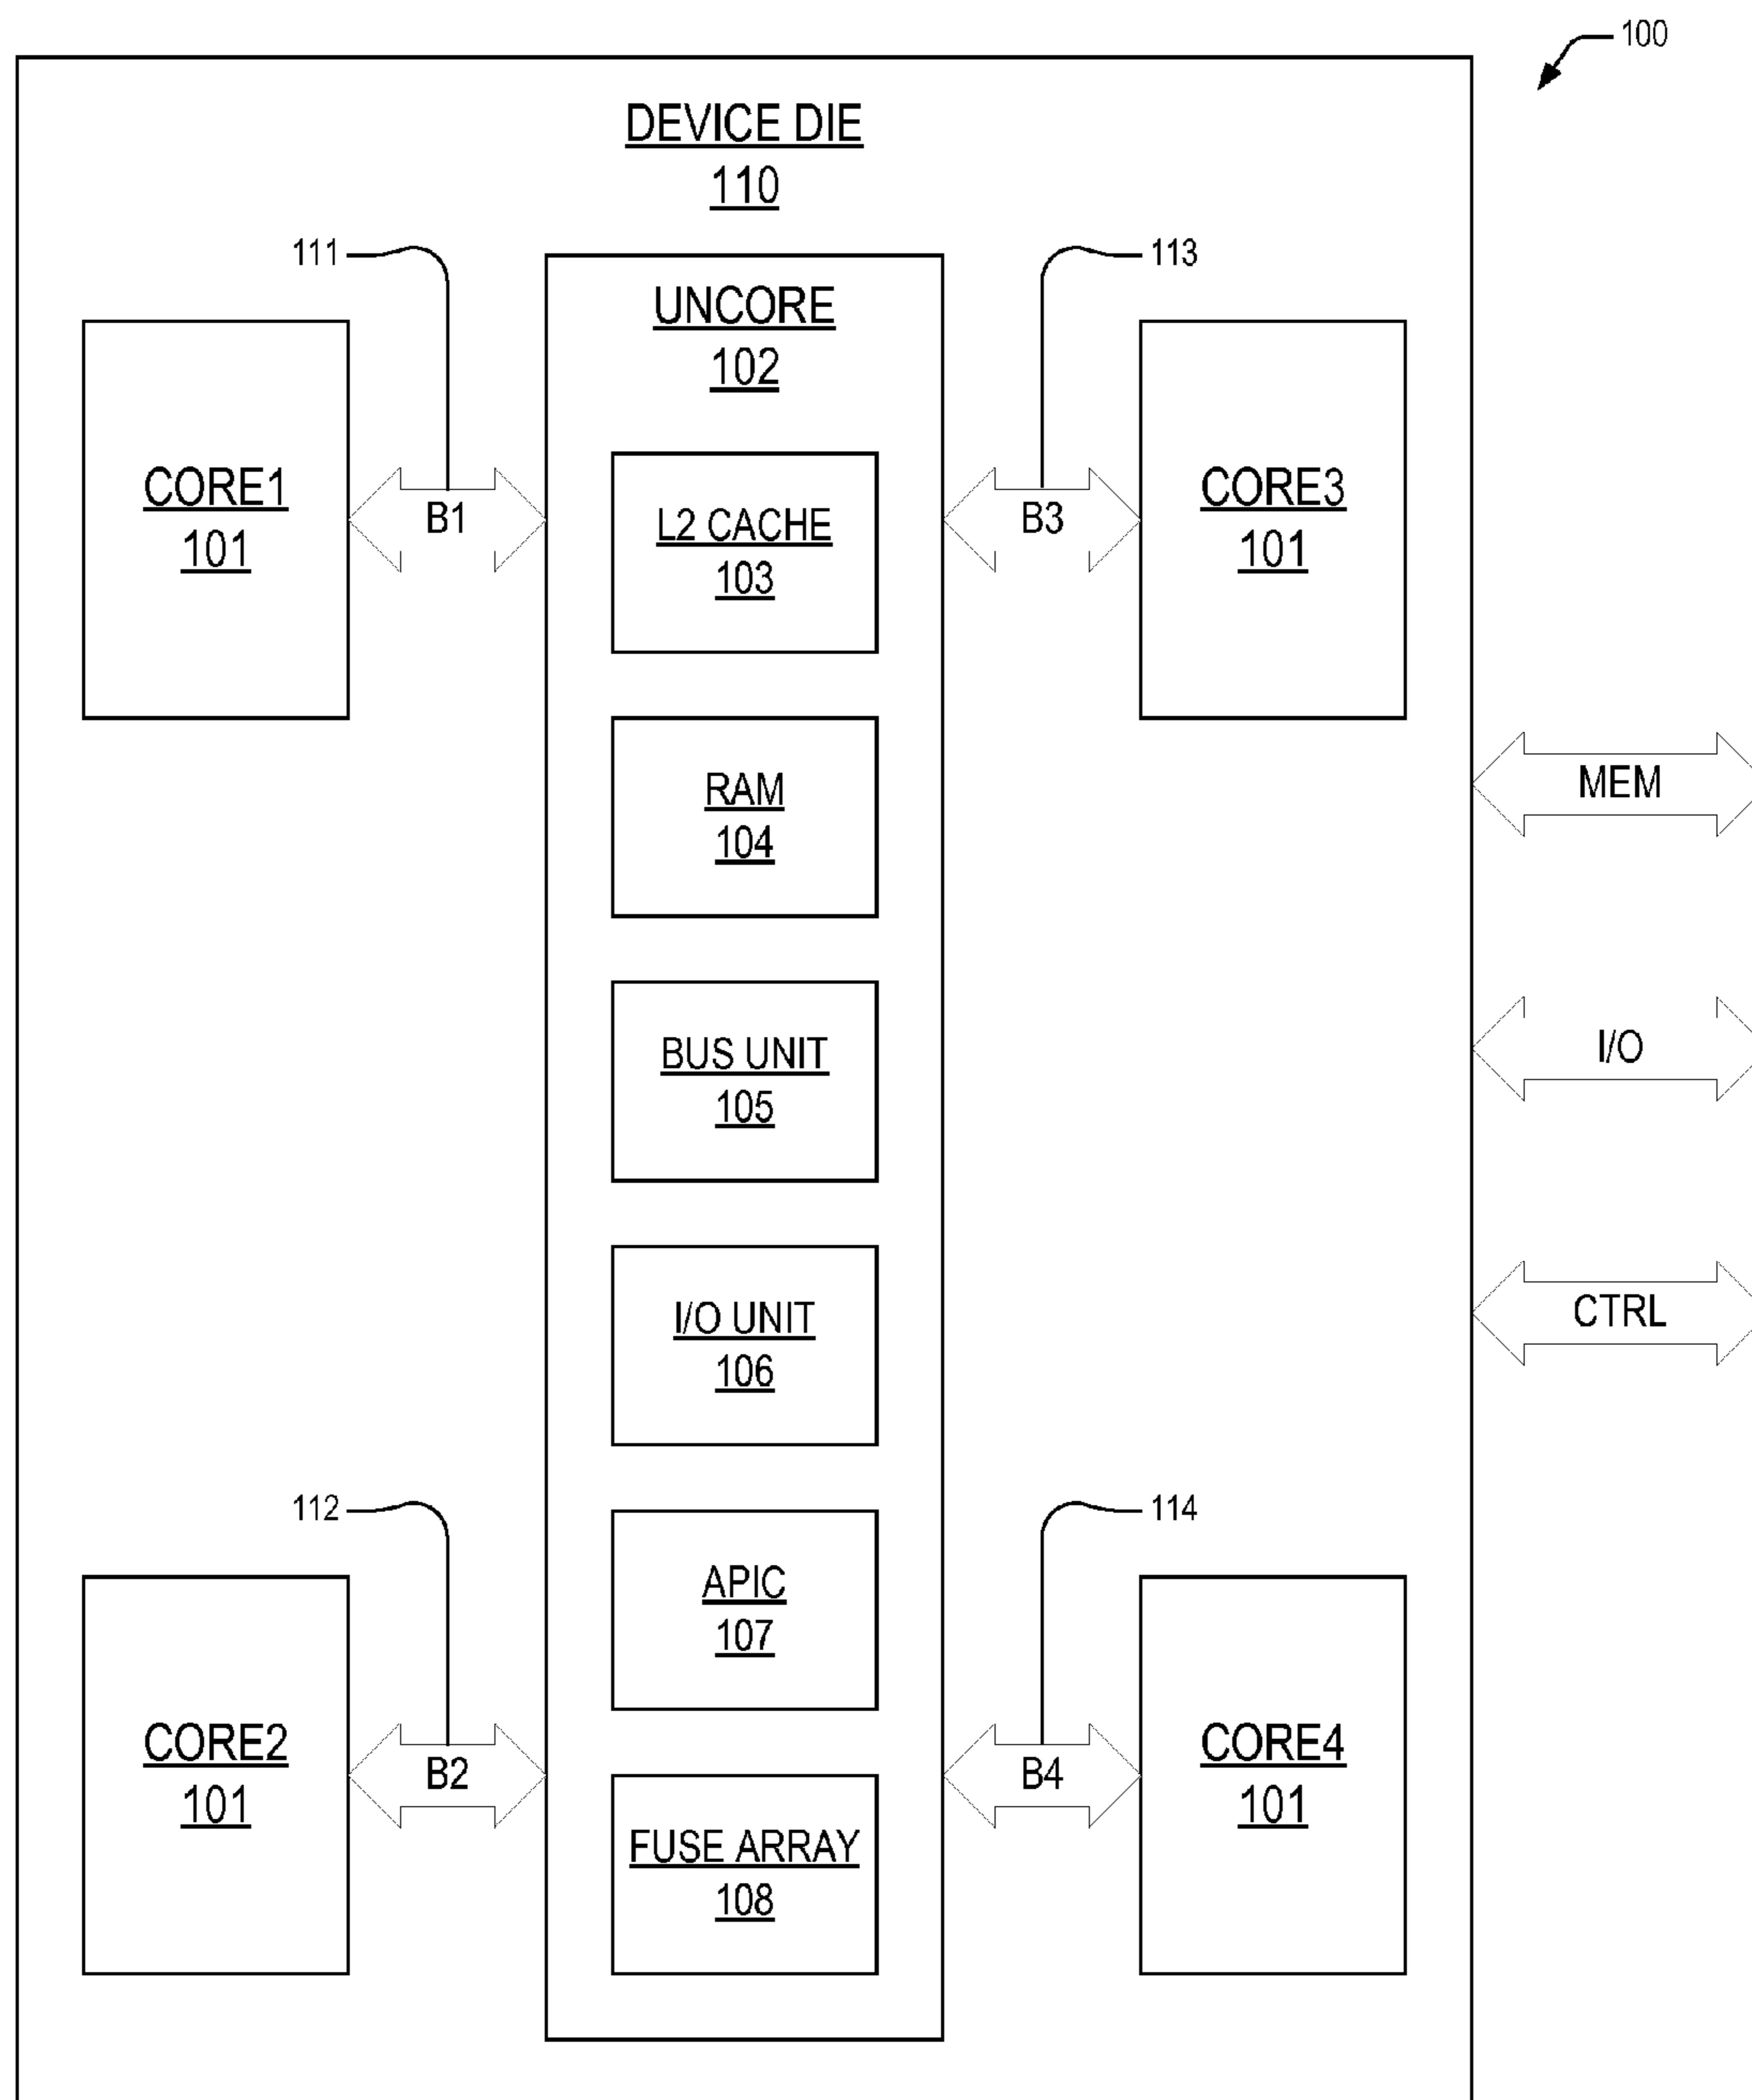 100
DEVICE DIE
110
111
113
UNCORE
102
CORE1
101
B1
L2 CACHE
103
B3
CORE3
101
RAM
104
MEM
BUS UNIT
105
I/O
I/O UNIT
106
CTRL
112
114
APIC
107
CORE2
101
B2
B4
CORE4
101
FUSE ARRAY
108